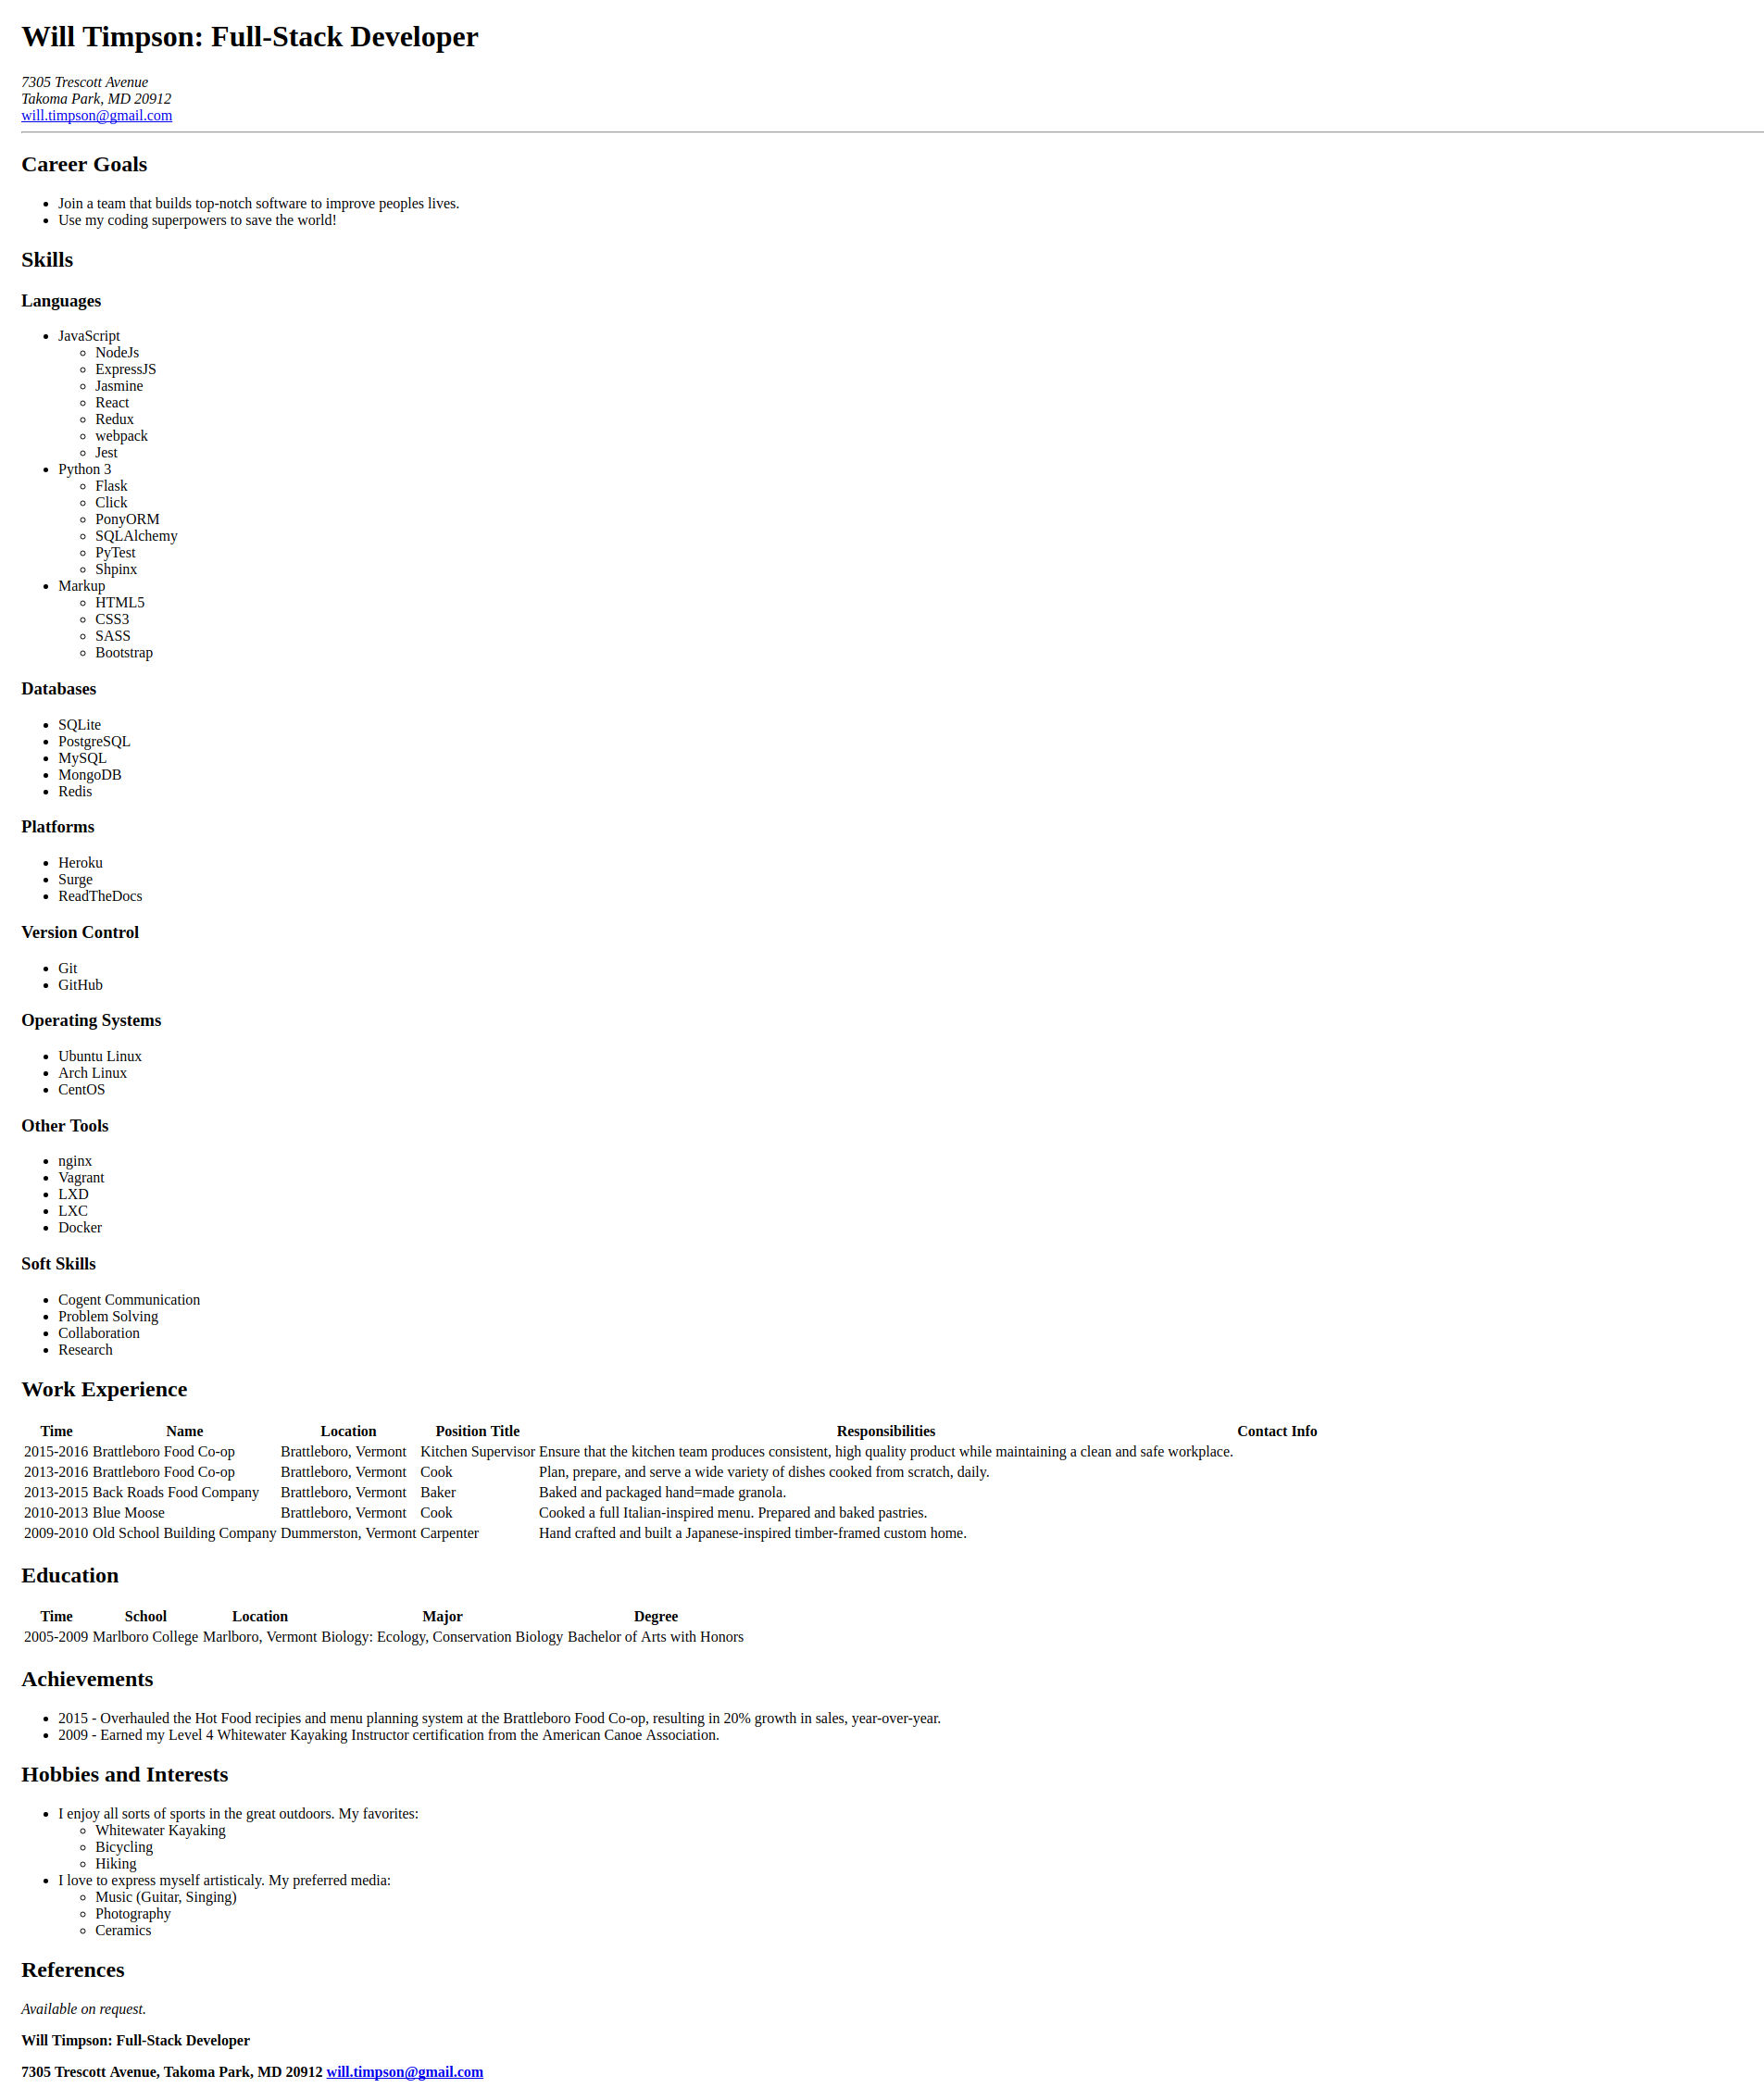 Will Timpson: Full-Stack Developer
7305 Trescott Avenue
Takoma Park, MD 20912
will.timpson@gmail.com
Career Goals
Join a team that builds top-notch software to improve peoples lives.
Use my coding superpowers to save the world!
Skills
Languages
JavaScript
NodeJs
ExpressJS
Jasmine
React
Redux
webpack
Jest
Python 3
Flask
Click
PonyORM
SQLAlchemy
PyTest
Shpinx
Markup
HTML5
CSS3
SASS
Bootstrap
Databases
SQLite
PostgreSQL
MySQL
MongoDB
Redis
Platforms
Heroku
Surge
ReadTheDocs
Version Control
Git
GitHub
Operating Systems
Ubuntu Linux
Arch Linux
CentOS
Other Tools
nginx
Vagrant
LXD
LXC
Docker
Soft Skills
Cogent Communication
Problem Solving
Collaboration
Research
Work Experience
Time Name Location Position Title Responsibilities Contact Info
2015-2016 Brattleboro Food Co-op Brattleboro, Vermont Kitchen Supervisor Ensure that the kitchen team produces consistent, high quality product while maintaining a clean and safe workplace.
2013-2016 Brattleboro Food Co-op Brattleboro, Vermont Cook Plan, prepare, and serve a wide variety of dishes cooked from scratch, daily.
2013-2015 Back Roads Food Company Brattleboro, Vermont Baker Baked and packaged hand=made granola.
2010-2013 Blue Moose Brattleboro, Vermont Cook Cooked a full Italian-inspired menu. Prepared and baked pastries.
2009-2010 Old School Building Company Dummerston, Vermont Carpenter Hand crafted and built a Japanese-inspired timber-framed custom home.
Education
Time School Location Major Degree
2005-2009 Marlboro College Marlboro, Vermont Biology: Ecology, Conservation Biology Bachelor of Arts with Honors
Achievements
2015 - Overhauled the Hot Food recipies and menu planning system at the Brattleboro Food Co-op, resulting in 20% growth in sales, year-over-year.
2009 - Earned my Level 4 Whitewater Kayaking Instructor certification from the American Canoe Association.
Hobbies and Interests
I enjoy all sorts of sports in the great outdoors. My favorites:
Whitewater Kayaking
Bicycling
Hiking
I love to express myself artisticaly. My preferred media:
Music (Guitar, Singing)
Photography
Ceramics
References
Available on request.
Will Timpson: Full-Stack Developer
7305 Trescott Avenue, Takoma Park, MD 20912 will.timpson@gmail.com